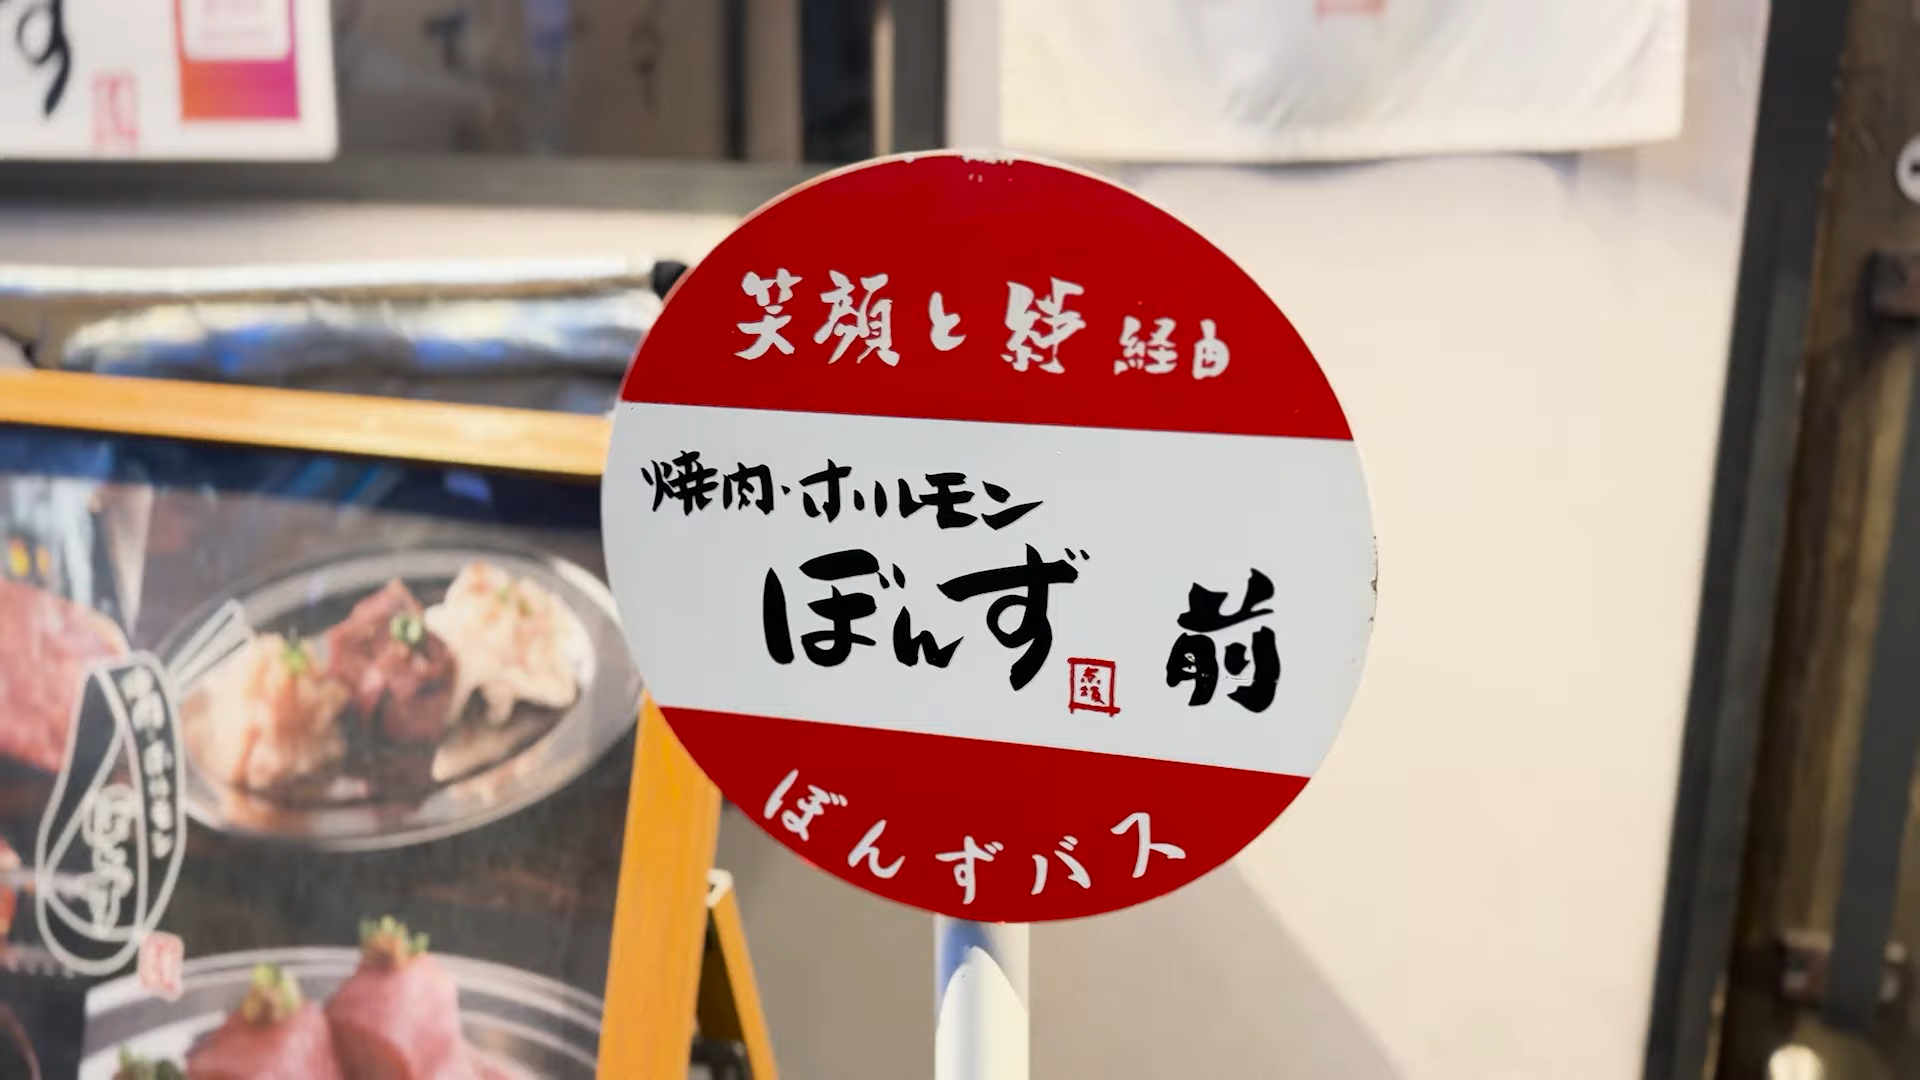 笑顔と絆 経由
焼肉・ホルモン
ぼんず 前
ぼんずバス